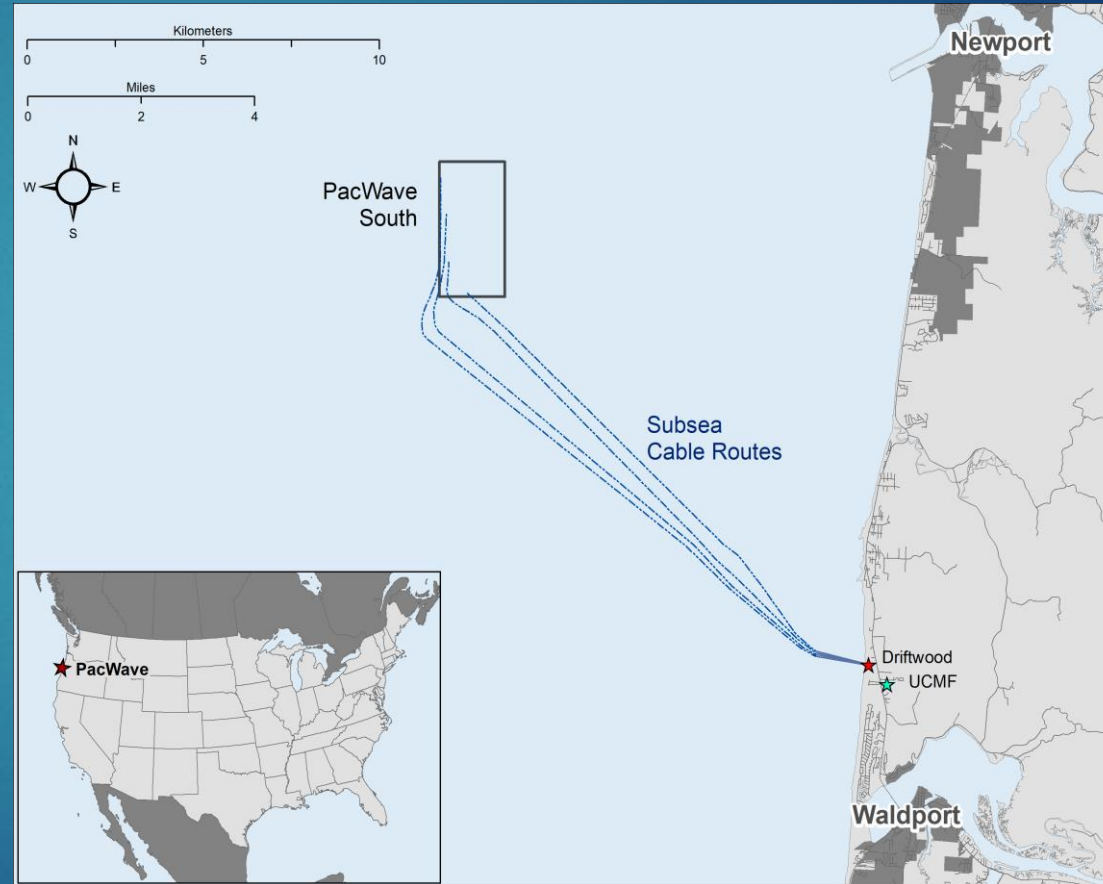 Kilometers
0 5 10
Miles
0 2 4
N
W E
S
Newport
PacWave
South
Subsea
Cable Routes
Driftwood
UCMF
Waldport
PacWave